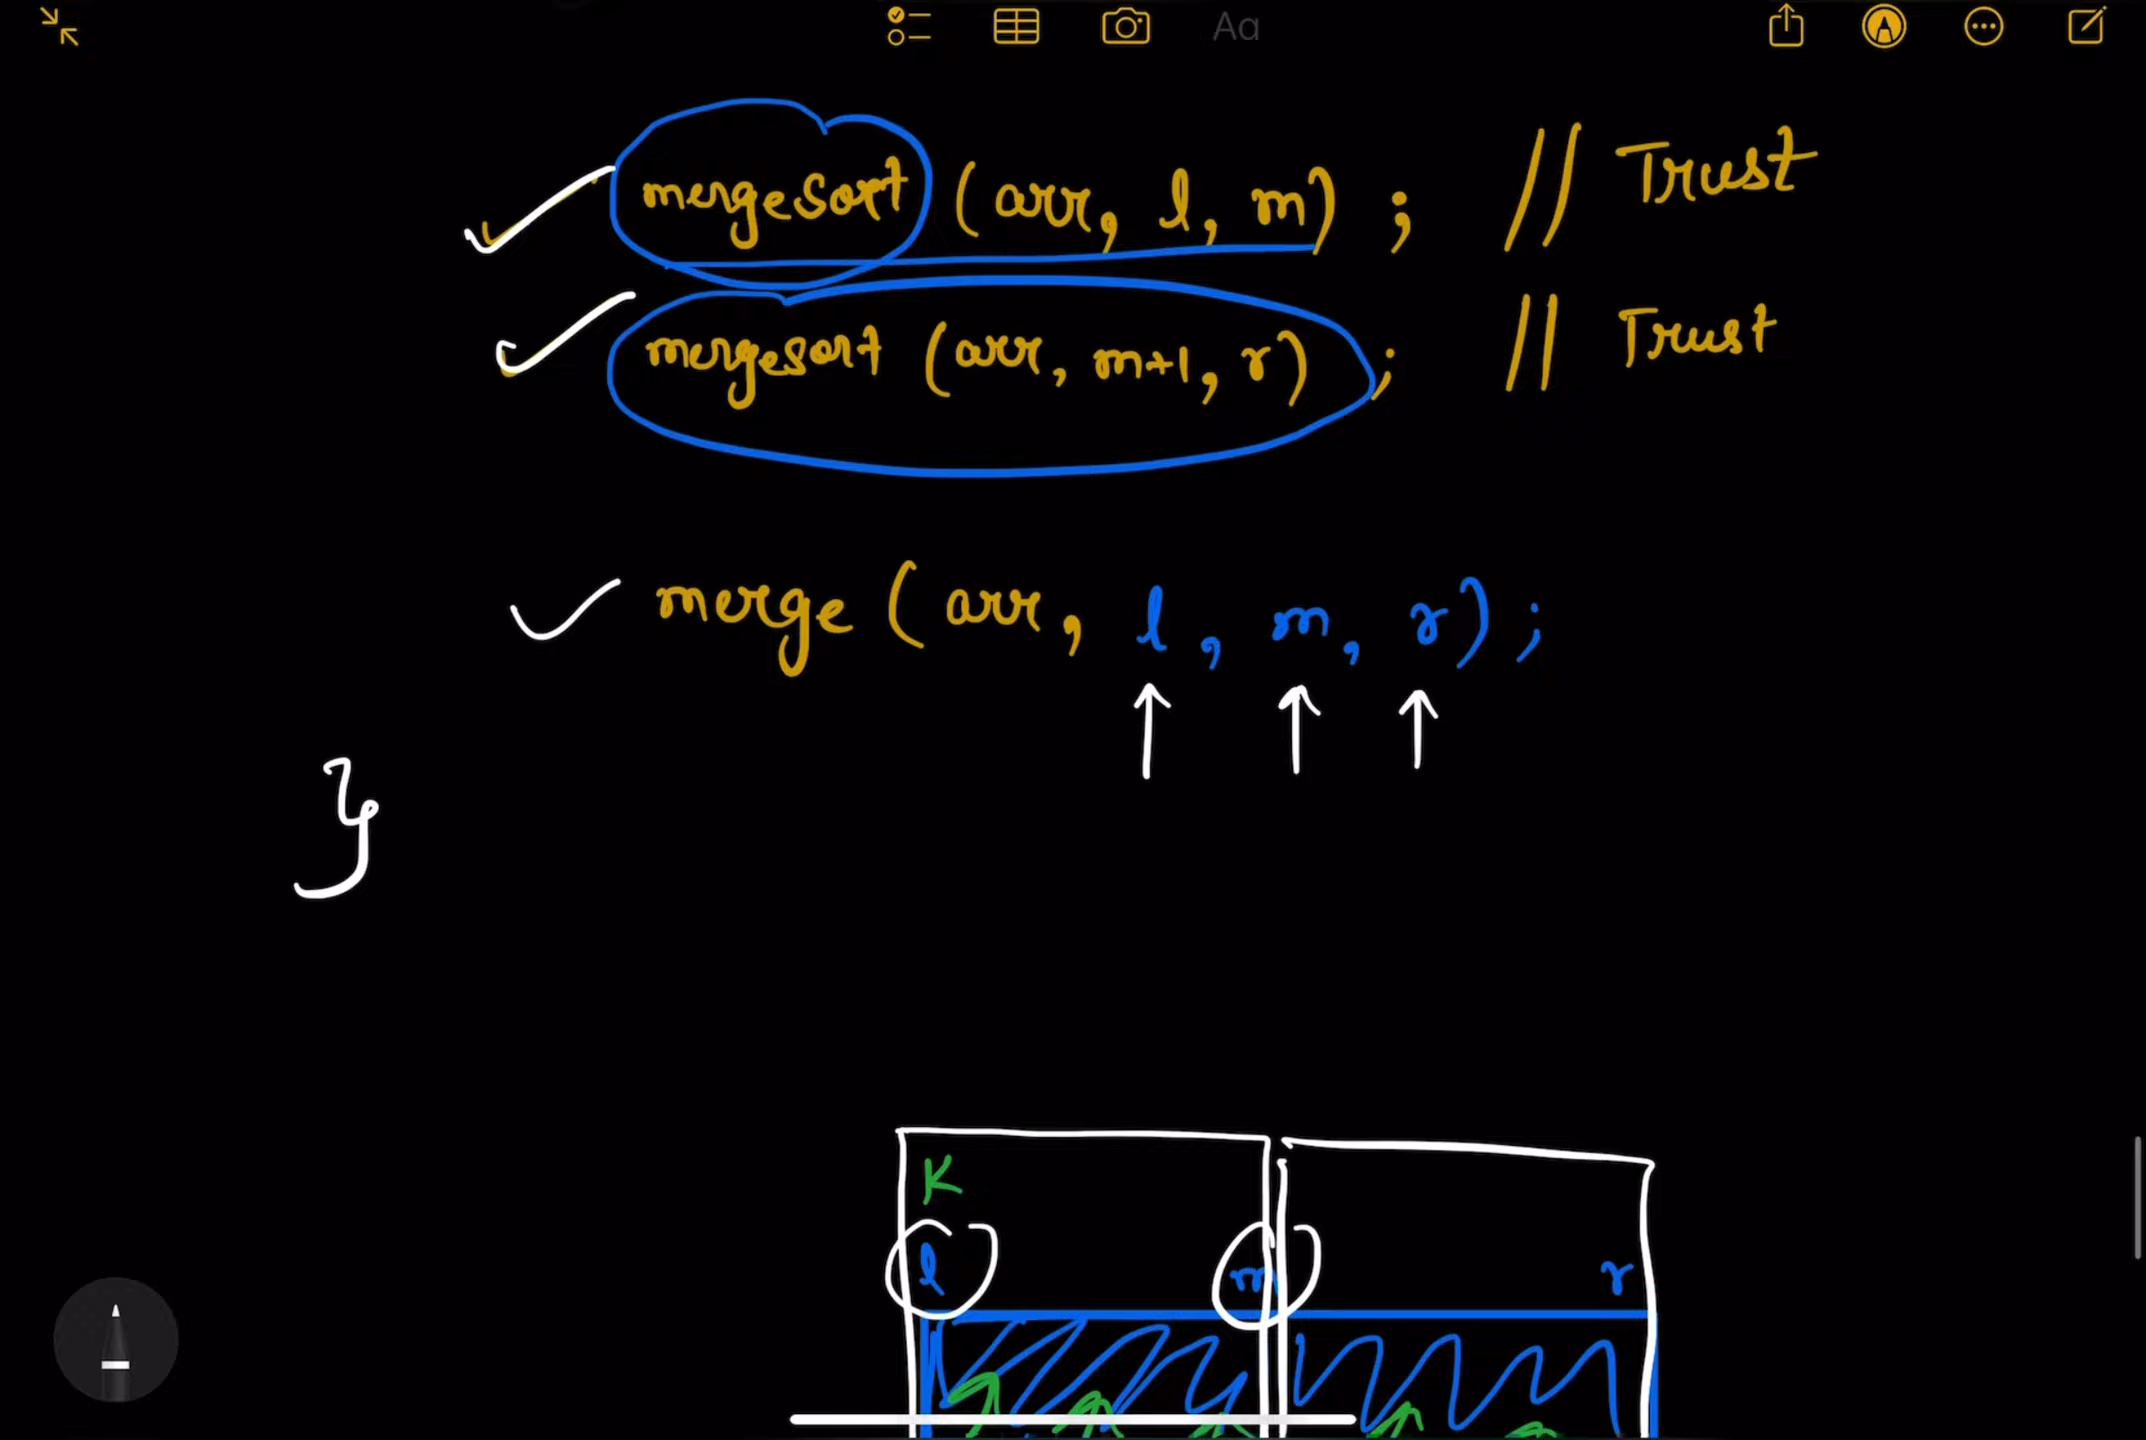 Aa
mergeSort (arr, l, m) ; // Trust
mergesort (arr, m+1, r) ; // Trust
merge (arr, l, m, r) ;
}
K
l m r